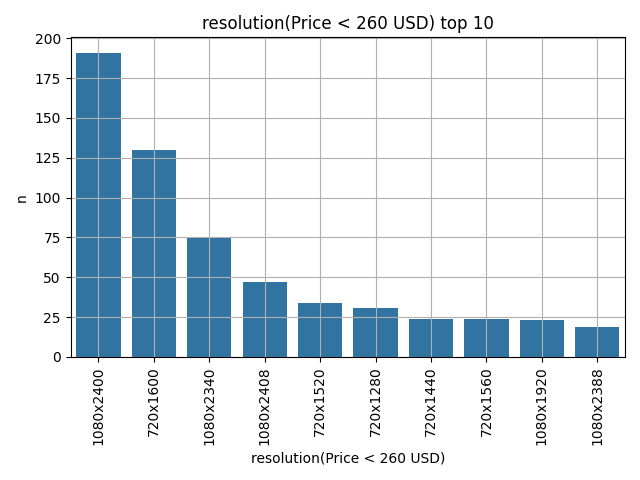 resolution(Price < 260 USD) top 10
200
175
150
125
100
75
50
25
0
n
1080x2400
720x1600
1080x2340
1080x2408
720x1520
720x1280
720x1440
720x1560
1080x1920
1080x2388
resolution(Price < 260 USD)